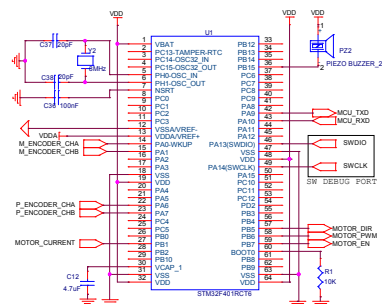 VDD VDD VDD
U1
C37 20pF
Y2
8MHz
C38 20pF
C36 100nF
1 VBAT PB12 33
2 PC13-TAMPER-RTC PB13 34
3 PC14-OSC32_IN PB14 35
4 PC15-OSC32_OUT PB15 36
5 PH0-OSC_IN PC6 37
6 PH1-OSC_OUT PC7 38
7 NSRT PC8 39
8 PC0 PC9 40
9 PC1 PA8 41
10 PC2 PA9 42 MCU_TXD
11 PC3 PA10 43 MCU_RXD
12 VSSA/VREF- PA11 44
VDDA 13 VDDA/VREF+ PA12 45
M_ENCODER_CHA 14 PA0-WKUP PA13(SWDIO) 46 SWDIO
M_ENCODER_CHB 15 PA1 VSS 47
16 PA2 VDD 48
17 PA3 PA14(SWCLK) 49 SWCLK
18 VSS PA15 50
19 VDD PC10 51
20 PA4 PC11 52
21 PA5 PC12 53
P_ENCODER_CHA 22 PA6 PD2 54
P_ENCODER_CHB 23 PA7 PB3 55
24 PC4 PB4 56
25 PC5 PB5 57 MOTOR_DIR
MOTOR_CURRENT 26 PB0 PB6 58 MOTOR_PWM
27 PB1 PB7 59 MOTOR_EN
28 PB2 BOOT0 60
29 PB10 PB8 61
30 VCAP_1 PB9 62
31 VSS VSS 63
32 VDD VDD 64
STM32F401RCT6
1
PZ2
2 PIEZO BUZZER_2
SW DEBUG PORT
C12
4.7uF
R1
10K
VDD VDD